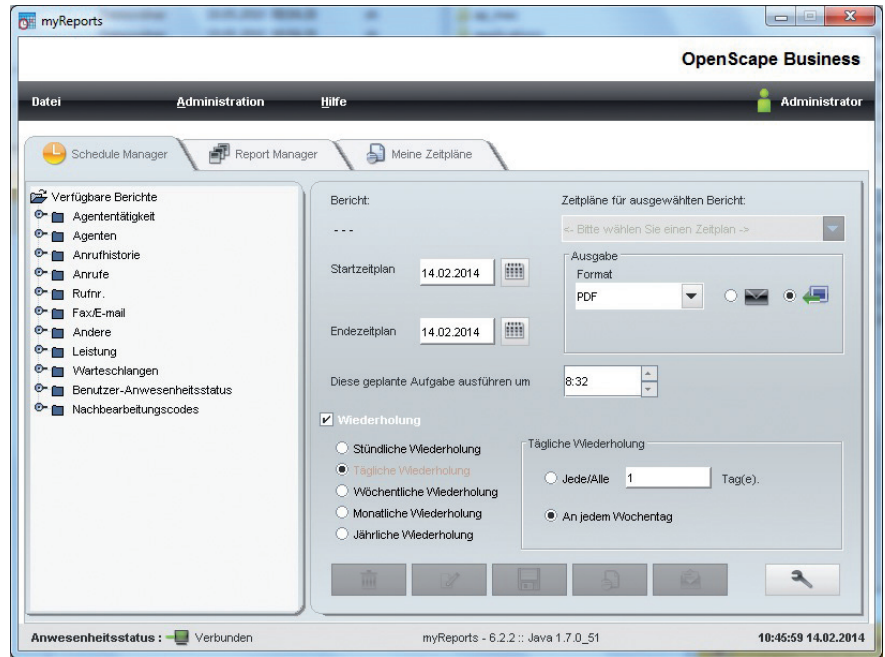 myReports
OpenScape Business
Datei Administration Hilfe Administrator
Schedule Manager Report Manager Meine Zeitpläne
Verfügbare Berichte
Agententätigkeit
Agenten
Anrufhistorie
Anrufe
Rufnr.
Fax/E-mail
Andere
Leistung
Warteschlangen
Benutzer-Anwesenheitsstatus
Nachbearbeitungscodes
Bericht: Zeitpläne für ausgewählten Bericht:
--- <- Bitte wählen Sie einen Zeitplan ->
Ausgabe
Startzeitplan 14.02.2014 Format
PDF
Endezeitplan 14.02.2014
Diese geplante Aufgabe ausführen um 8:32
Wiederholung
Stündliche Wiederholung
Tägliche Wiederholung
Wöchentliche Wiederholung
Monatliche Wiederholung
Jährliche Wiederholung
Tägliche Wiederholung
Jede/Alle 1 Tag(e).
An jedem Wochentag
Anwesenheitsstatus : Verbunden myReports - 6.2.2 :: Java 1.7.0_51 10:45:59 14.02.2014